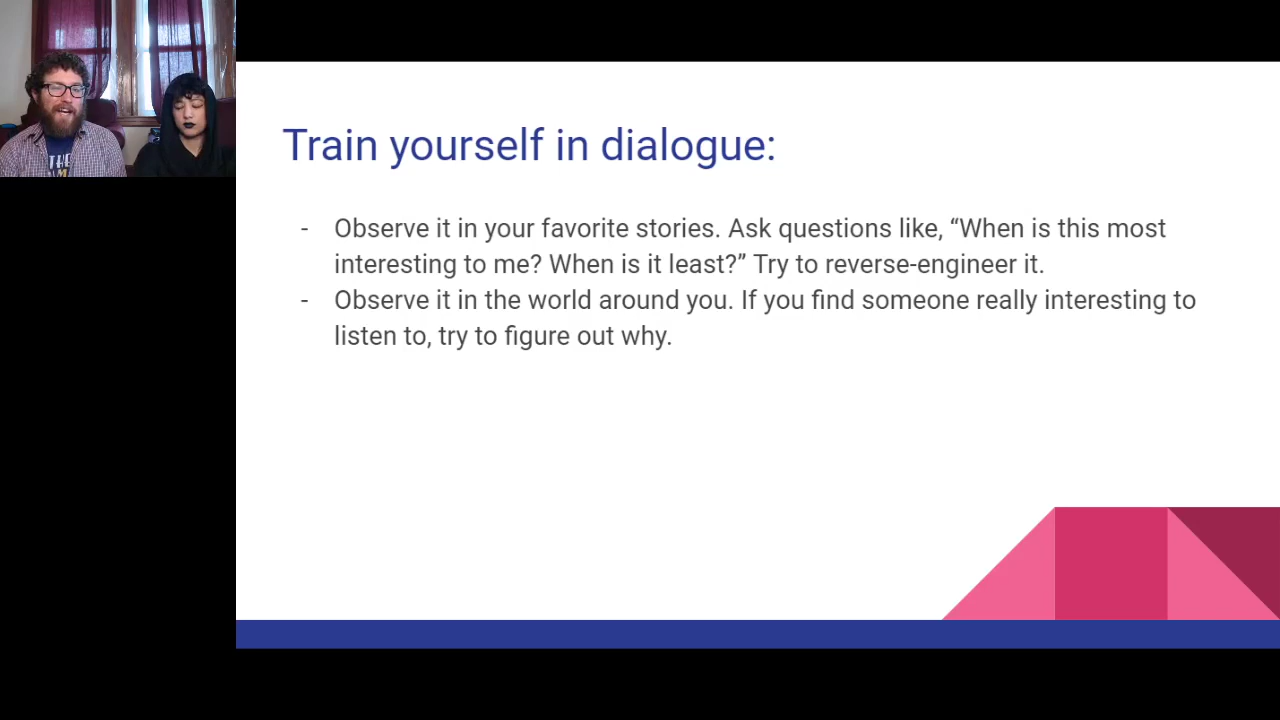 THE
Train yourself in dialogue:
- Observe it in your favorite stories. Ask questions like, “When is this most
interesting to me? When is it least?” Try to reverse-engineer it.
- Observe it in the world around you. If you find someone really interesting to
listen to, try to figure out why.